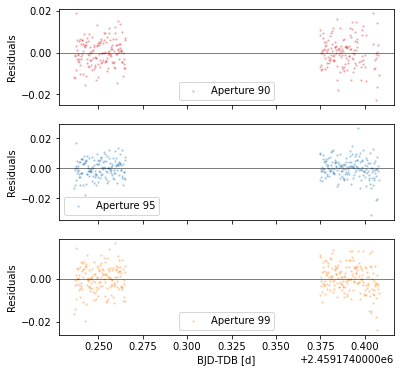 0.02
0.00
−0.02
Residuals
Aperture 90
0.02
0.00
−0.02
Residuals
Aperture 95
0.00
−0.02
Residuals
Aperture 99
0.250 0.275 0.300 0.325 0.350 0.375 0.400
BJD-TDB [d]
+2.4591740000e6